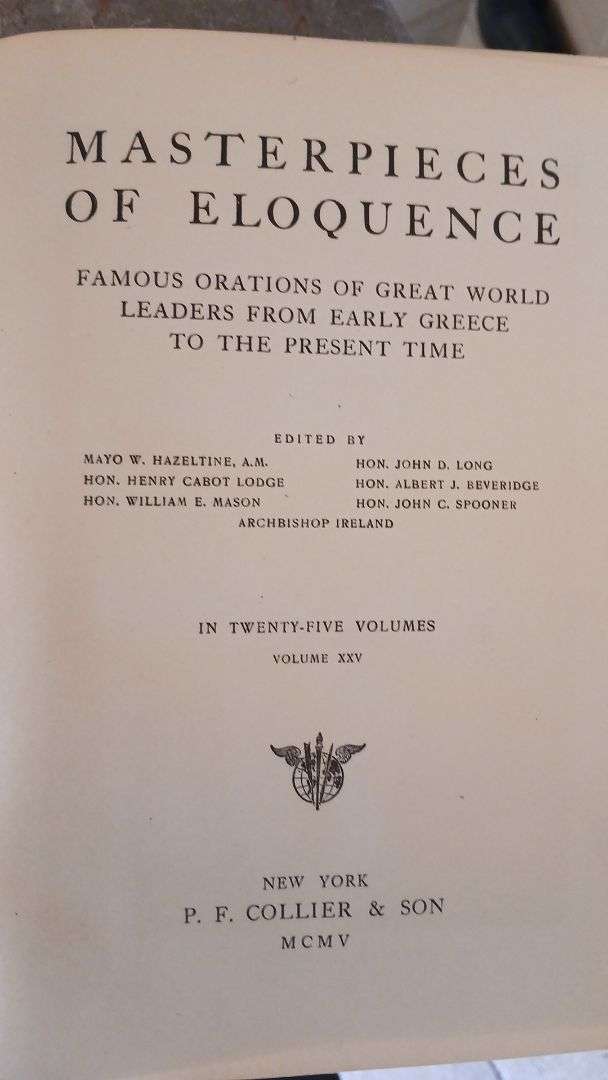 MASTERPIECES
OF ELOQUENCE
FAMOUS ORATIONS OF GREAT WORLD
LEADERS FROM EARLY GREECE
TO THE PRESENT TIME
EDITED BY
MAYO W. HAZELTINE, A.M.
HON. HENRY CABOT LODGE
HON. WILLIAM E. MASON
HON. JOHN D. LONG
HON. ALBERT J. BEVERIDGE
HON. JOHN C. SPOONER
ARCHBISHOP IRELAND
IN TWENTY-FIVE VOLUMES
VOLUME XXV
NEW YORK
P. F. COLLIER & SON
MCMV